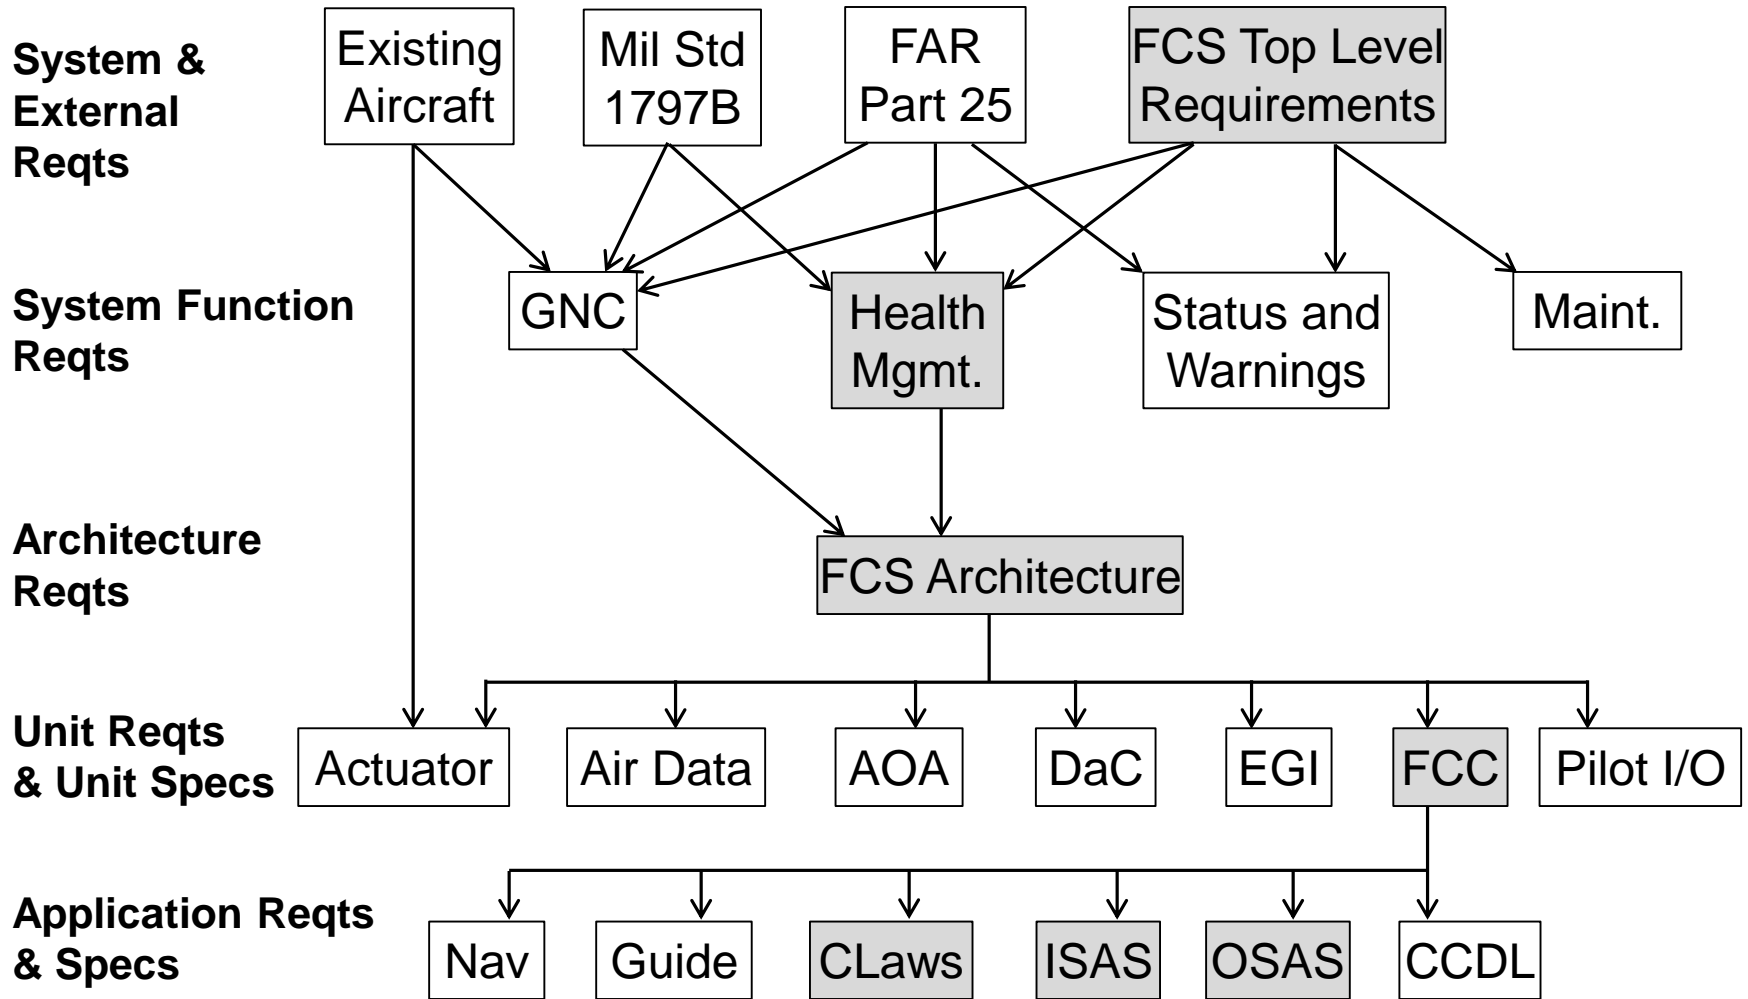 System &
External
Reqts
Existing
Aircraft
Mil Std
1797B
FAR
Part 25
FCS Top Level
Requirements
System Function
Reqts
GNC
Health
Mgmt.
Status and
Warnings
Maint.
Architecture
Reqts
FCS Architecture
Unit Reqts
& Unit Specs
Actuator
Air Data
AOA
DaC
EGI
FCC
Pilot I/O
Application Reqts
& Specs
Nav
Guide
CLaws
ISAS
OSAS
CCDL